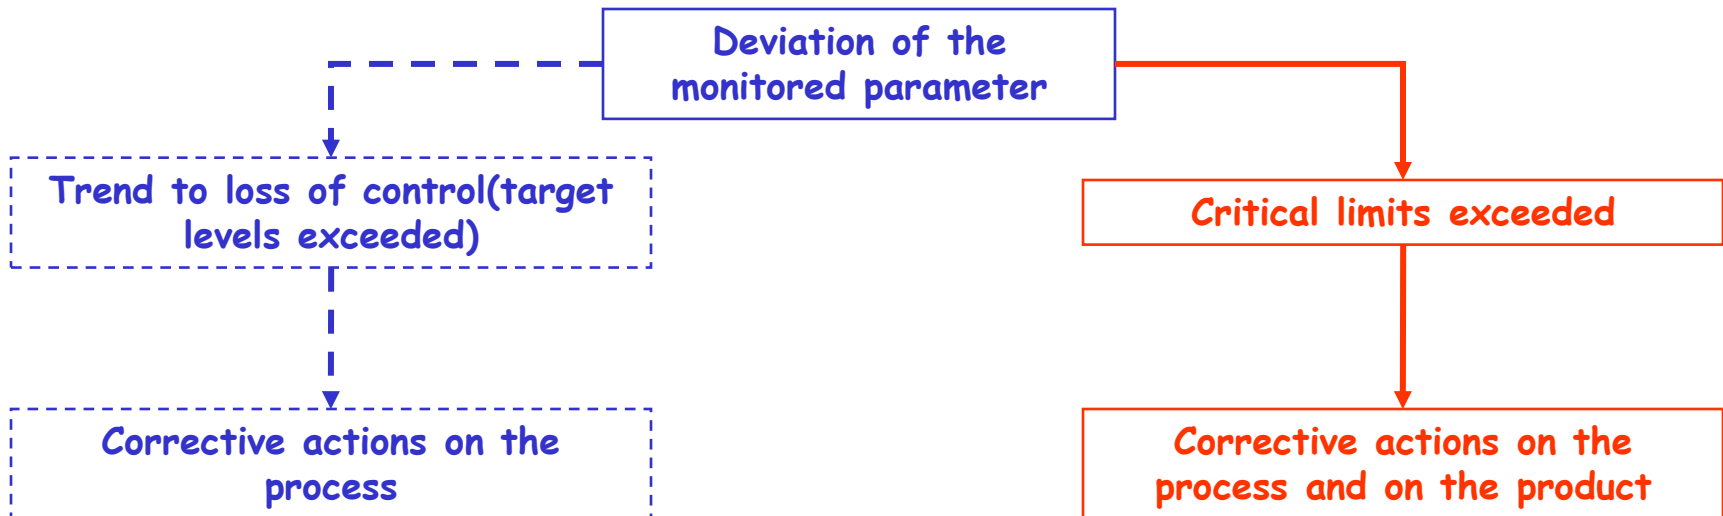 Deviation of the
monitored parameter
Trend to loss of control(target
levels exceeded)
Critical limits exceeded
Corrective actions on the
process
Corrective actions on the
process and on the product